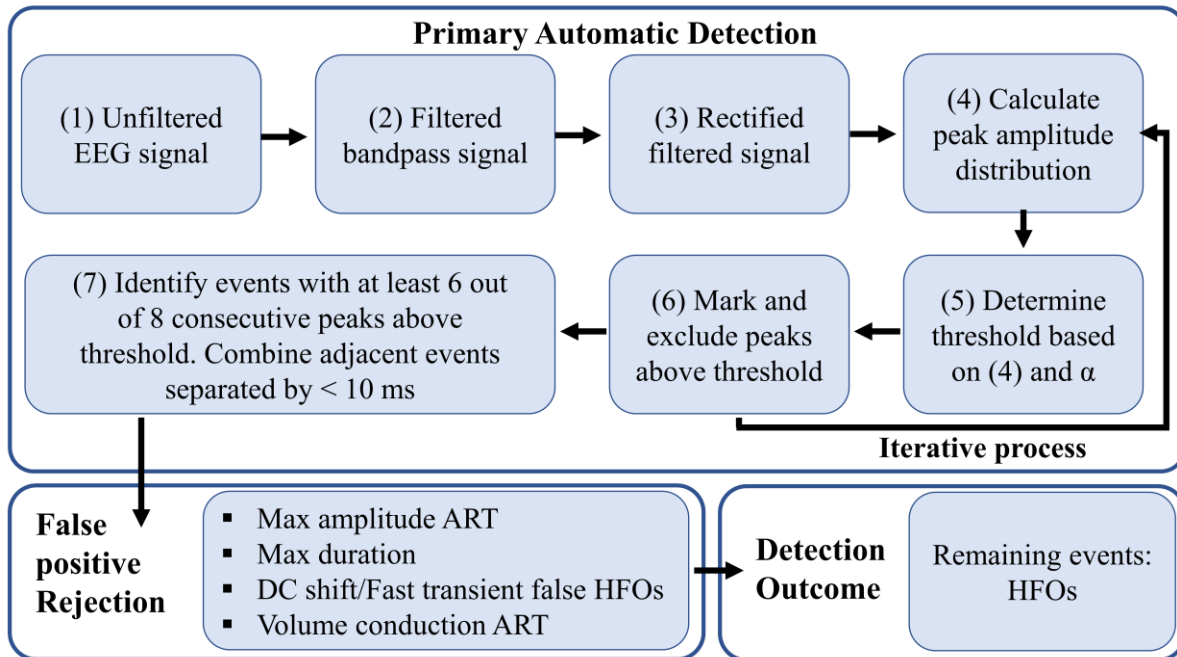 Primary Automatic Detection
(1) Unfiltered
EEG signal
(2) Filtered
bandpass signal
(3) Rectified
filtered signal
(4) Calculate
peak amplitude
distribution
(5) Determine
threshold based
on (4) and α
(6) Mark and
exclude peaks
above threshold
Iterative process
(7) Identify events with at least 6 out
of 8 consecutive peaks above
threshold. Combine adjacent events
separated by < 10 ms
False
positive
Rejection
▪ Max amplitude ART
▪ Max duration
▪ DC shift/Fast transient false HFOs
▪ Volume conduction ART
Detection
Outcome
Remaining events:
HFOs